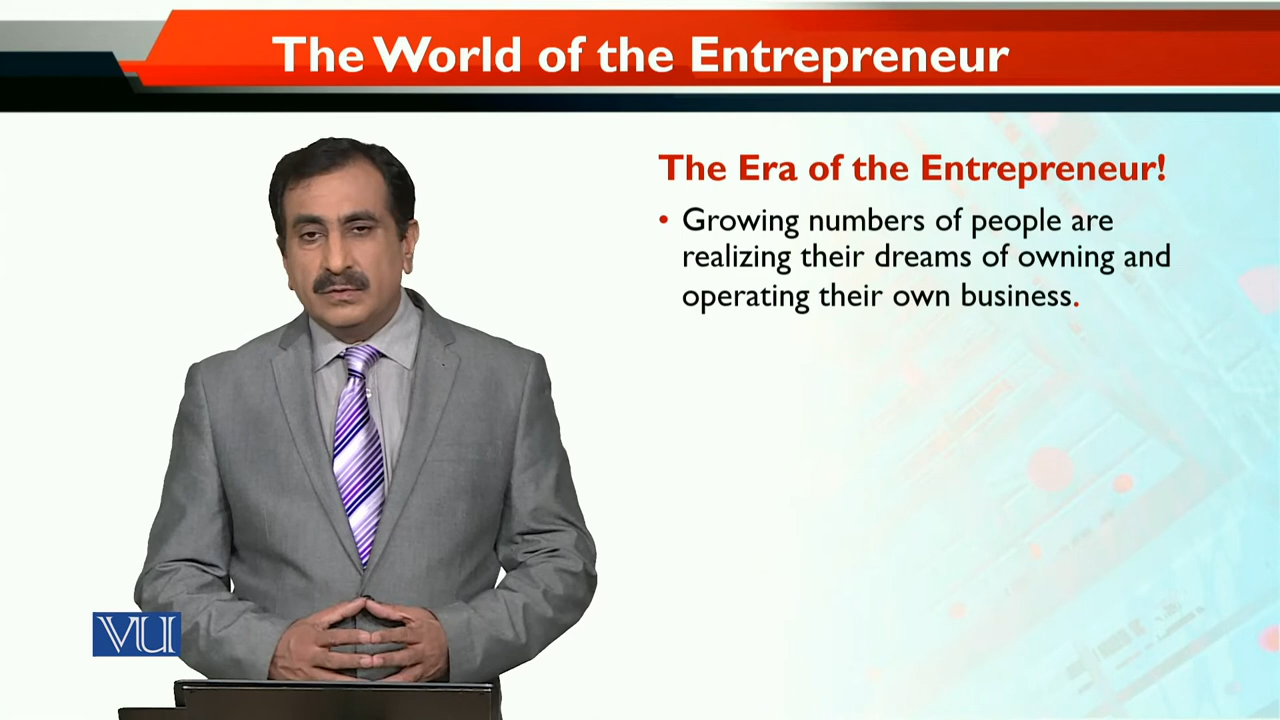 The World of the Entrepreneur
The Era of the Entrepreneur!
• Growing numbers of people are
realizing their dreams of owning and
operating their own business.
VU